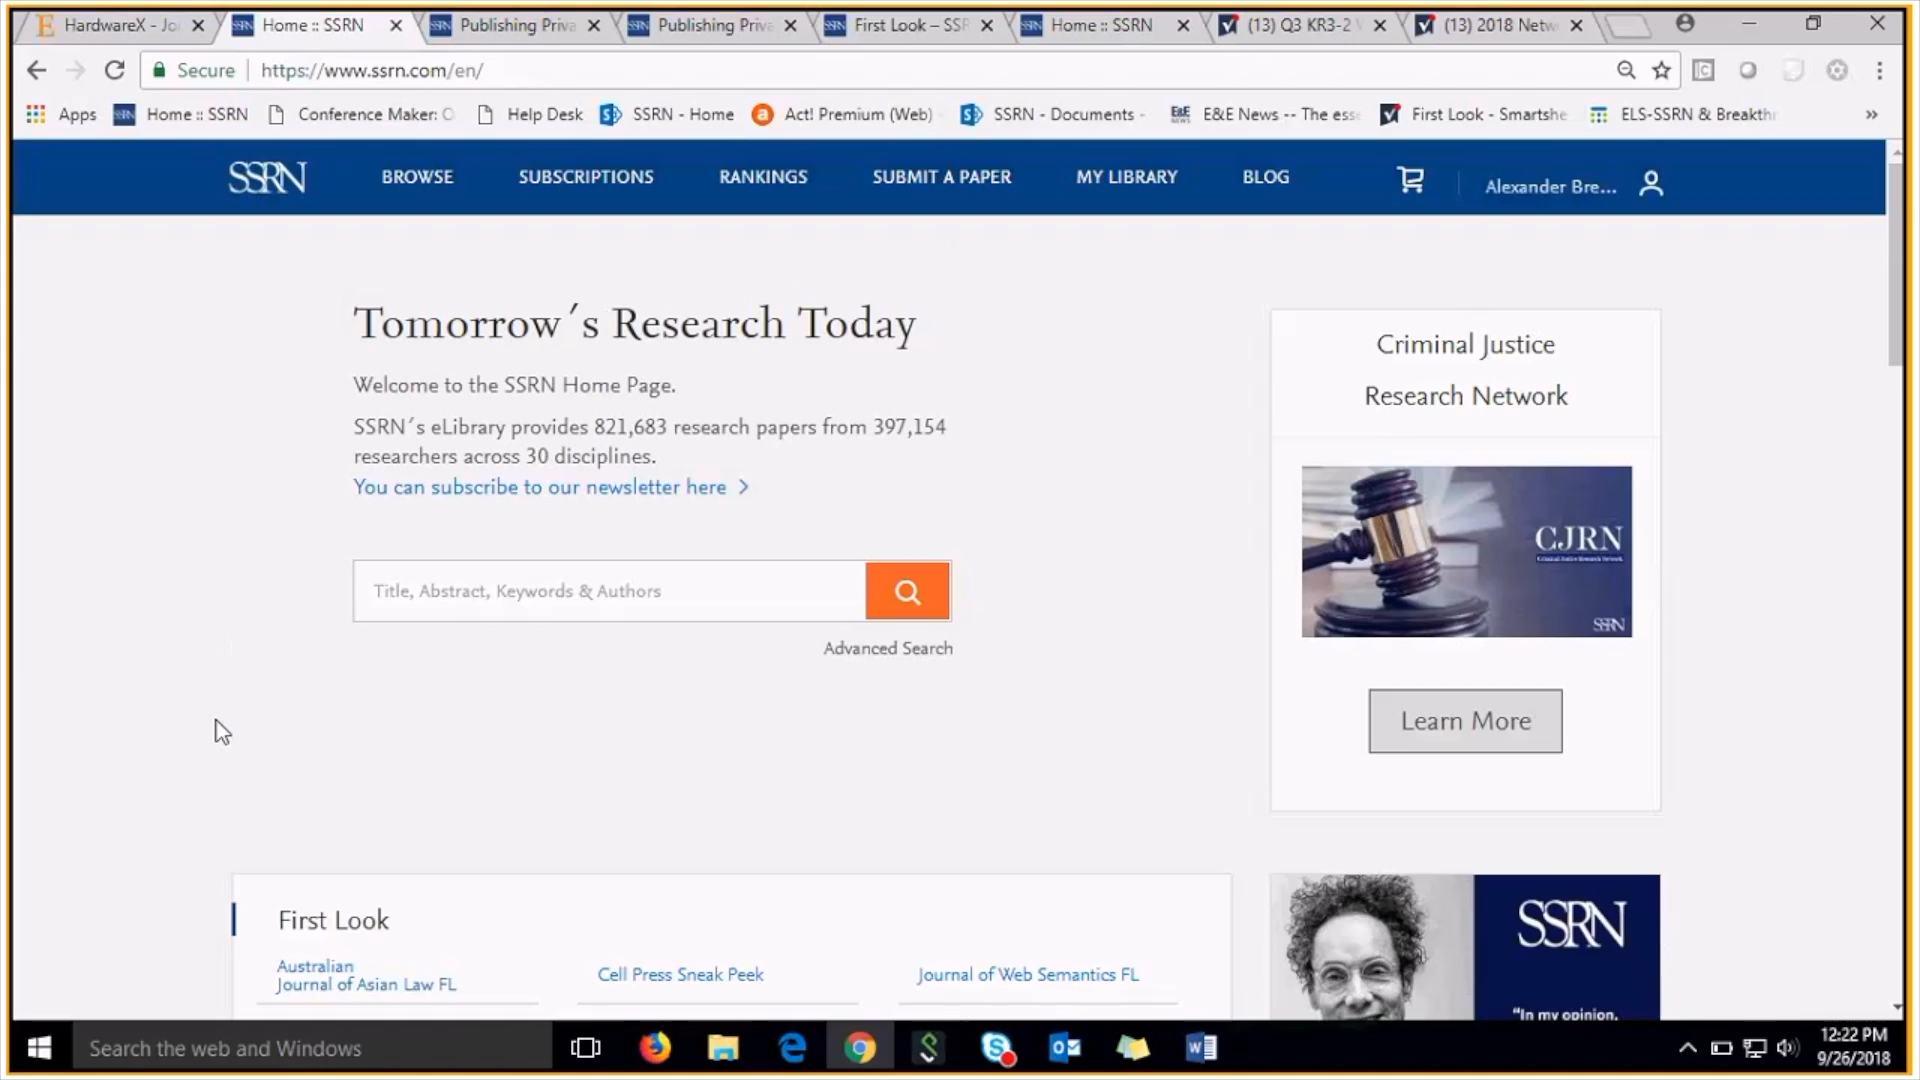 HardwareX - Jo
Home :: SSRN
Publishing Priva
Publishing Priva
First Look – SSR
Home :: SSRN
(13) Q3 KR3-2
(13) 2018 Netw
Secure
https://www.ssrn.com/en/
Apps
Home :: SSRN
Conference Maker:
Help Desk
SSRN - Home
Act! Premium (Web)
SSRN - Documents -
E&E News -- The ess
First Look - Smartshe
ELS-SSRN & Breakth
»
SSRN
BROWSE
SUBSCRIPTIONS
RANKINGS
SUBMIT A PAPER
MY LIBRARY
BLOG
Alexander Bre...
Tomorrow´s Research Today
Welcome to the SSRN Home Page.
SSRN´s eLibrary provides 821,683 research papers from 397,154
researchers across 30 disciplines.
You can subscribe to our newsletter here
Title, Abstract, Keywords & Authors
Advanced Search
Criminal Justice
Research Network
CJRN
Criminal Justice Research Network
SSRN
Learn More
First Look
Australian
Journal of Asian Law FL
Cell Press Sneak Peek
Journal of Web Semantics FL
SSRN
“In my opinion,
Search the web and Windows
12:22 PM
9/26/2018